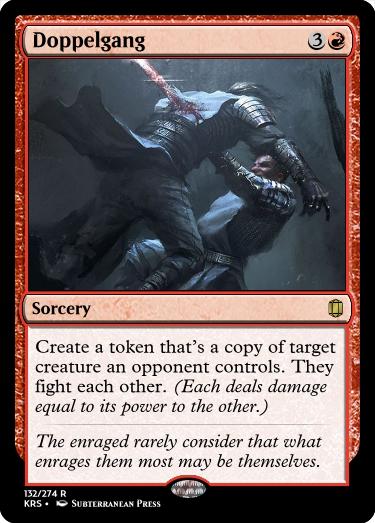 Doppelgang 3
Sorcery
Create a token that's a copy of target
creature an opponent controls. They
fight each other. (Each deals damage
equal to its power to the other.)
The enraged rarely consider that what
enrages them most may be themselves.
132/274 R
KRS • Subterranean Press